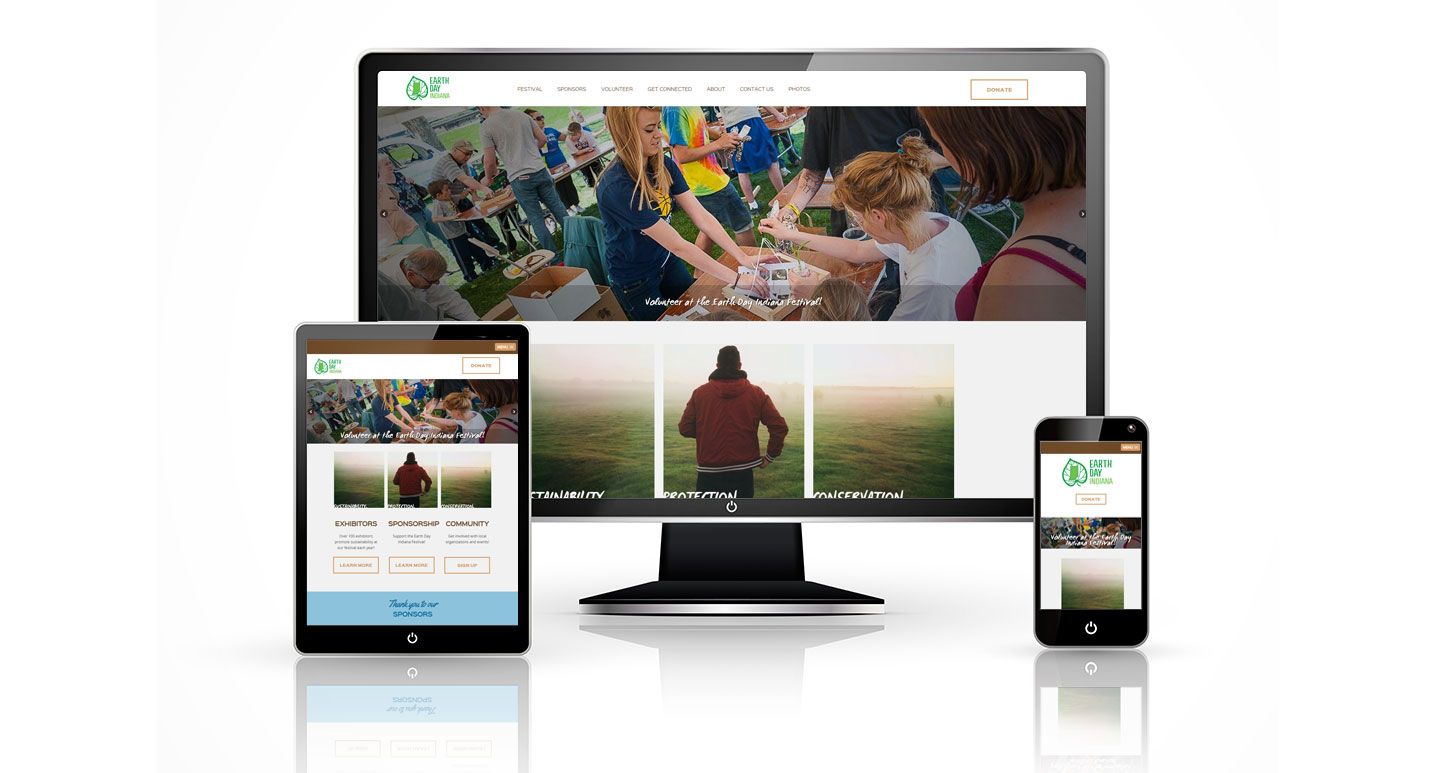 EARTH
DAY
INDIANA
FESTIVAL SPONSORS VOLUNTEER GET CONNECTED ABOUT CONTACT US PHOTOS
DONATE
Volunteer at the Earth Day Indiana Festival!
PROTECTION CONSERVATION
MENU
EARTH
DAY
INDIANA
DONATE
Volunteer at the Earth Day Indiana Festival!
SUSTAINABILITY PROTECTION CONSERVATION
EXHIBITORS SPONSORSHIP COMMUNITY
Over 130 exhibitors Support the Earth Day Get involved with local
promote sustainability at Indiana Festival! organizations and events!
our festival each year!
LEARN MORE LEARN MORE SIGN UP
Thank you to our
SPONSORS
MENU
EARTH
DAY
INDIANA
DONATE
Volunteer at the Earth Day
Indiana Festival!